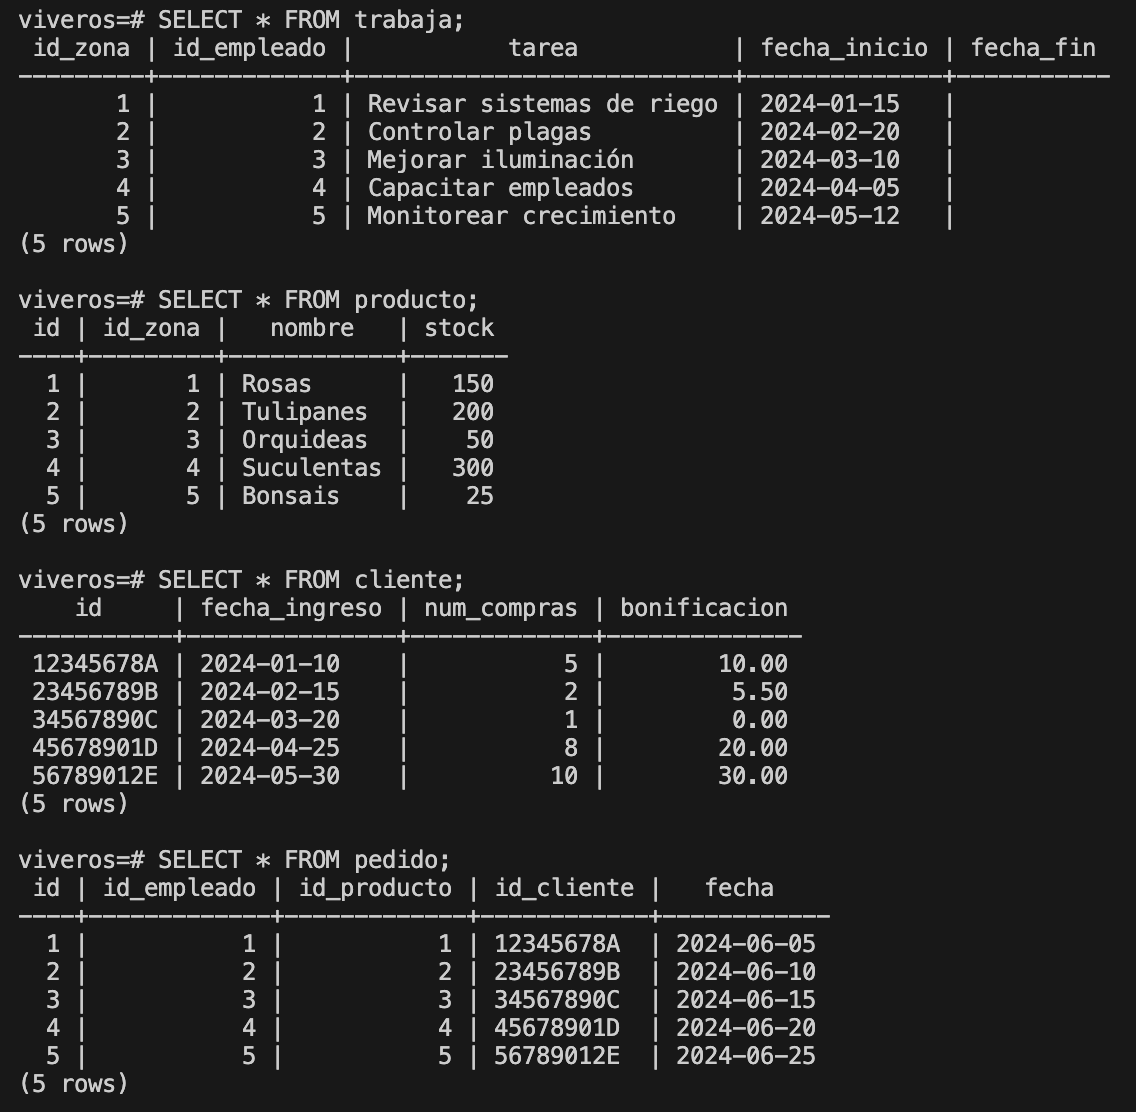 viveros=# SELECT * FROM trabaja;
 id_zona | id_empleado |           tarea           | fecha_inicio | fecha_fin
---------+-------------+---------------------------+--------------+-----------
       1 |           1 | Revisar sistemas de riego | 2024-01-15   |
       2 |           2 | Controlar plagas          | 2024-02-20   |
       3 |           3 | Mejorar iluminación       | 2024-03-10   |
       4 |           4 | Capacitar empleados       | 2024-04-05   |
       5 |           5 | Monitorear crecimiento    | 2024-05-12   |
(5 rows)

viveros=# SELECT * FROM producto;
 id | id_zona |   nombre   | stock
----+---------+------------+-------
  1 |       1 | Rosas      |   150
  2 |       2 | Tulipanes  |   200
  3 |       3 | Orquideas  |    50
  4 |       4 | Suculentas |   300
  5 |       5 | Bonsais    |    25
(5 rows)

viveros=# SELECT * FROM cliente;
    id     | fecha_ingreso | num_compras | bonificacion
-----------+---------------+-------------+--------------
 12345678A | 2024-01-10    |           5 |        10.00
 23456789B | 2024-02-15    |           2 |         5.50
 34567890C | 2024-03-20    |           1 |         0.00
 45678901D | 2024-04-25    |           8 |        20.00
 56789012E | 2024-05-30    |          10 |        30.00
(5 rows)

viveros=# SELECT * FROM pedido;
 id | id_empleado | id_producto | id_cliente |   fecha
----+-------------+-------------+------------+------------
  1 |           1 |           1 | 12345678A  | 2024-06-05
  2 |           2 |           2 | 23456789B  | 2024-06-10
  3 |           3 |           3 | 34567890C  | 2024-06-15
  4 |           4 |           4 | 45678901D  | 2024-06-20
  5 |           5 |           5 | 56789012E  | 2024-06-25
(5 rows)